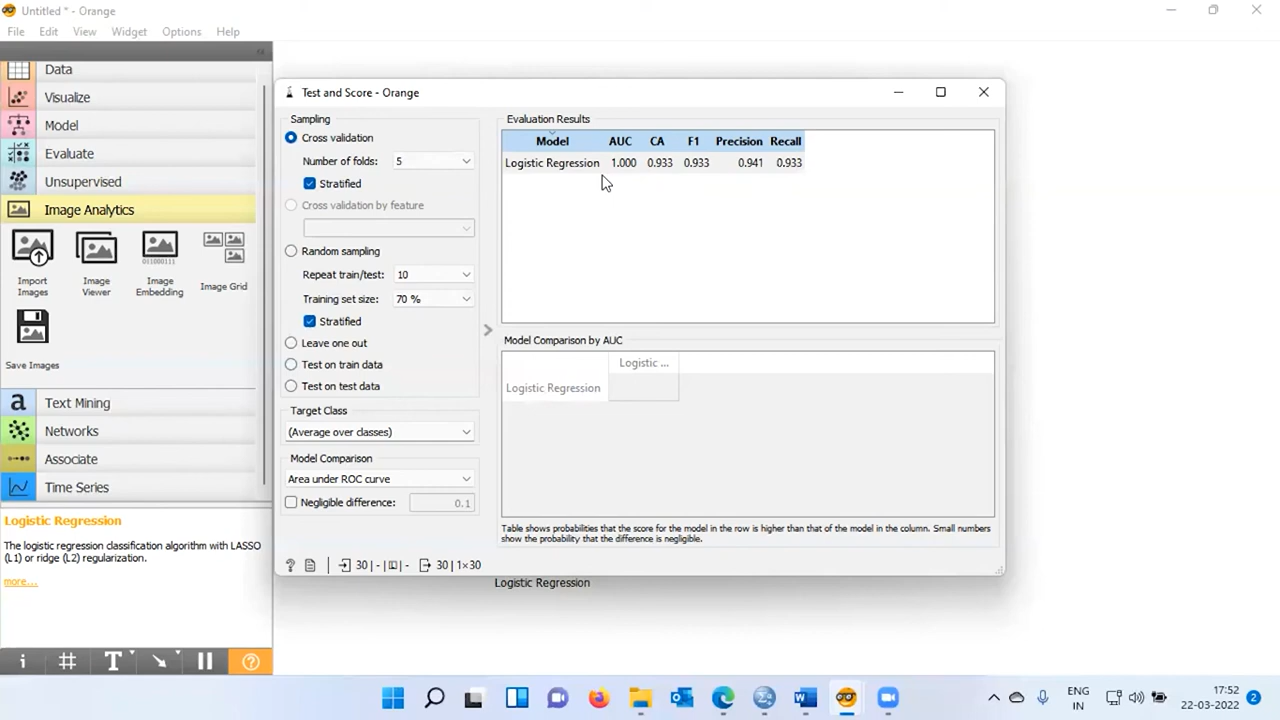 Untitled * - Orange
File Edit View Widget Options Help
Data
Visualize
Model
Evaluate
Unsupervised
Image Analytics
Import Images
Image Viewer
Image Embedding
Image Grid
Save Images
Text Mining
Networks
Associate
Time Series
Logistic Regression
The logistic regression classification algorithm with LASSO
(L1) or ridge (L2) regularization.
more...
Test and Score - Orange
Sampling
Cross validation
Number of folds: 5
Stratified
Cross validation by feature
Random sampling
Repeat train/test: 10
Training set size: 70 %
Stratified
Leave one out
Test on train data
Test on test data
Target Class
(Average over classes)
Model Comparison
Area under ROC curve
Negligible difference: 0.1
30 | - | - 30 | 1×30
Evaluation Results
Model AUC CA F1 Precision Recall
Logistic Regression 1.000 0.933 0.933 0.941 0.933
Model Comparison by AUC
Logistic ...
Logistic Regression
Table shows probabilities that the score for the model in the row is higher than that of the model in the column. Small numbers
show the probability that the difference is negligible.
Logistic Regression
ENG
IN
17:52
22-03-2022
2